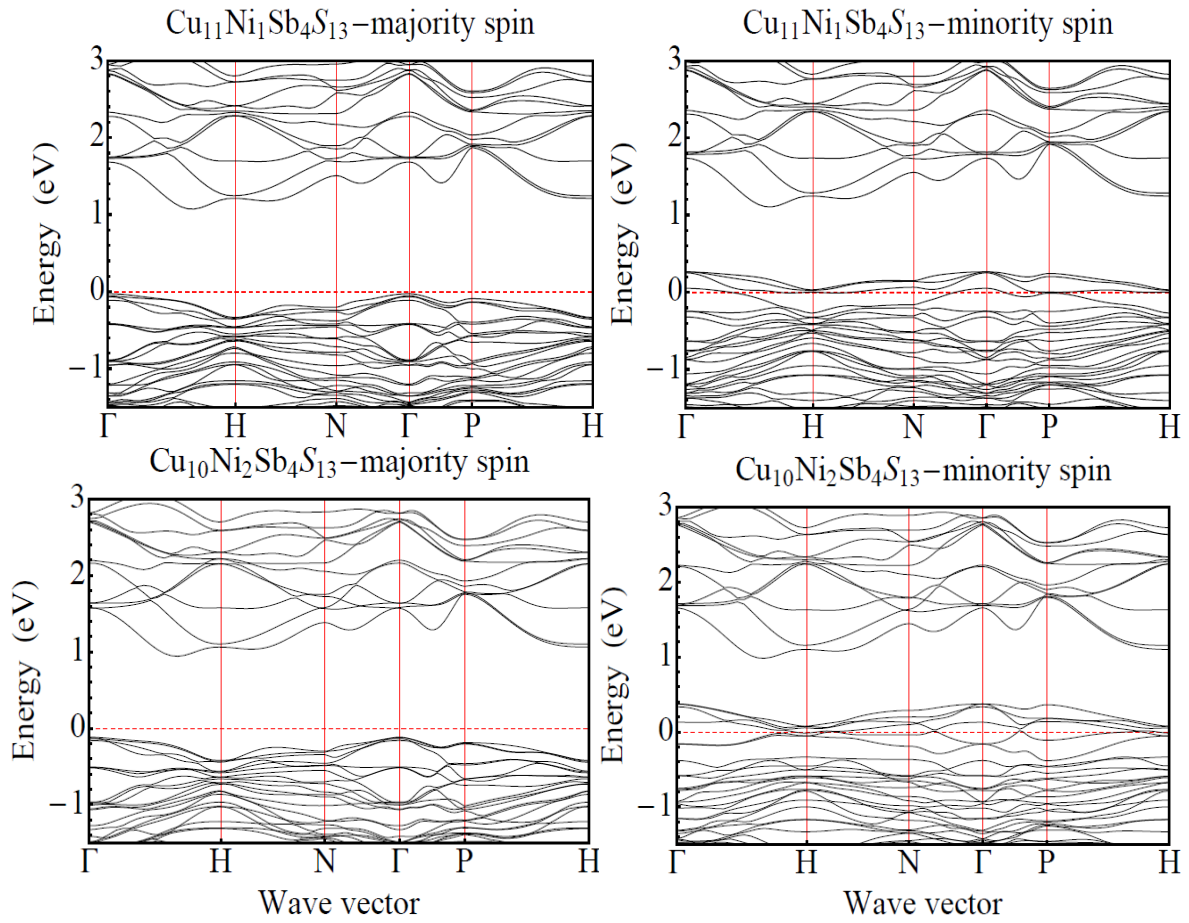 Cu₁₁Ni₁Sb₄S₁₃−majority spin
3
2
1
0
−1
Energy (eV)
Γ H N Γ P H
Cu₁₁Ni₁Sb₄S₁₃−minority spin
3
2
1
0
−1
Energy (eV)
Γ H N Γ P H
Cu₁₀Ni₂Sb₄S₁₃−majority spin
3
2
1
0
−1
Energy (eV)
Γ H N Γ P H
Wave vector
Cu₁₀Ni₂Sb₄S₁₃−minority spin
3
2
1
0
−1
Energy (eV)
Γ H N Γ P H
Wave vector